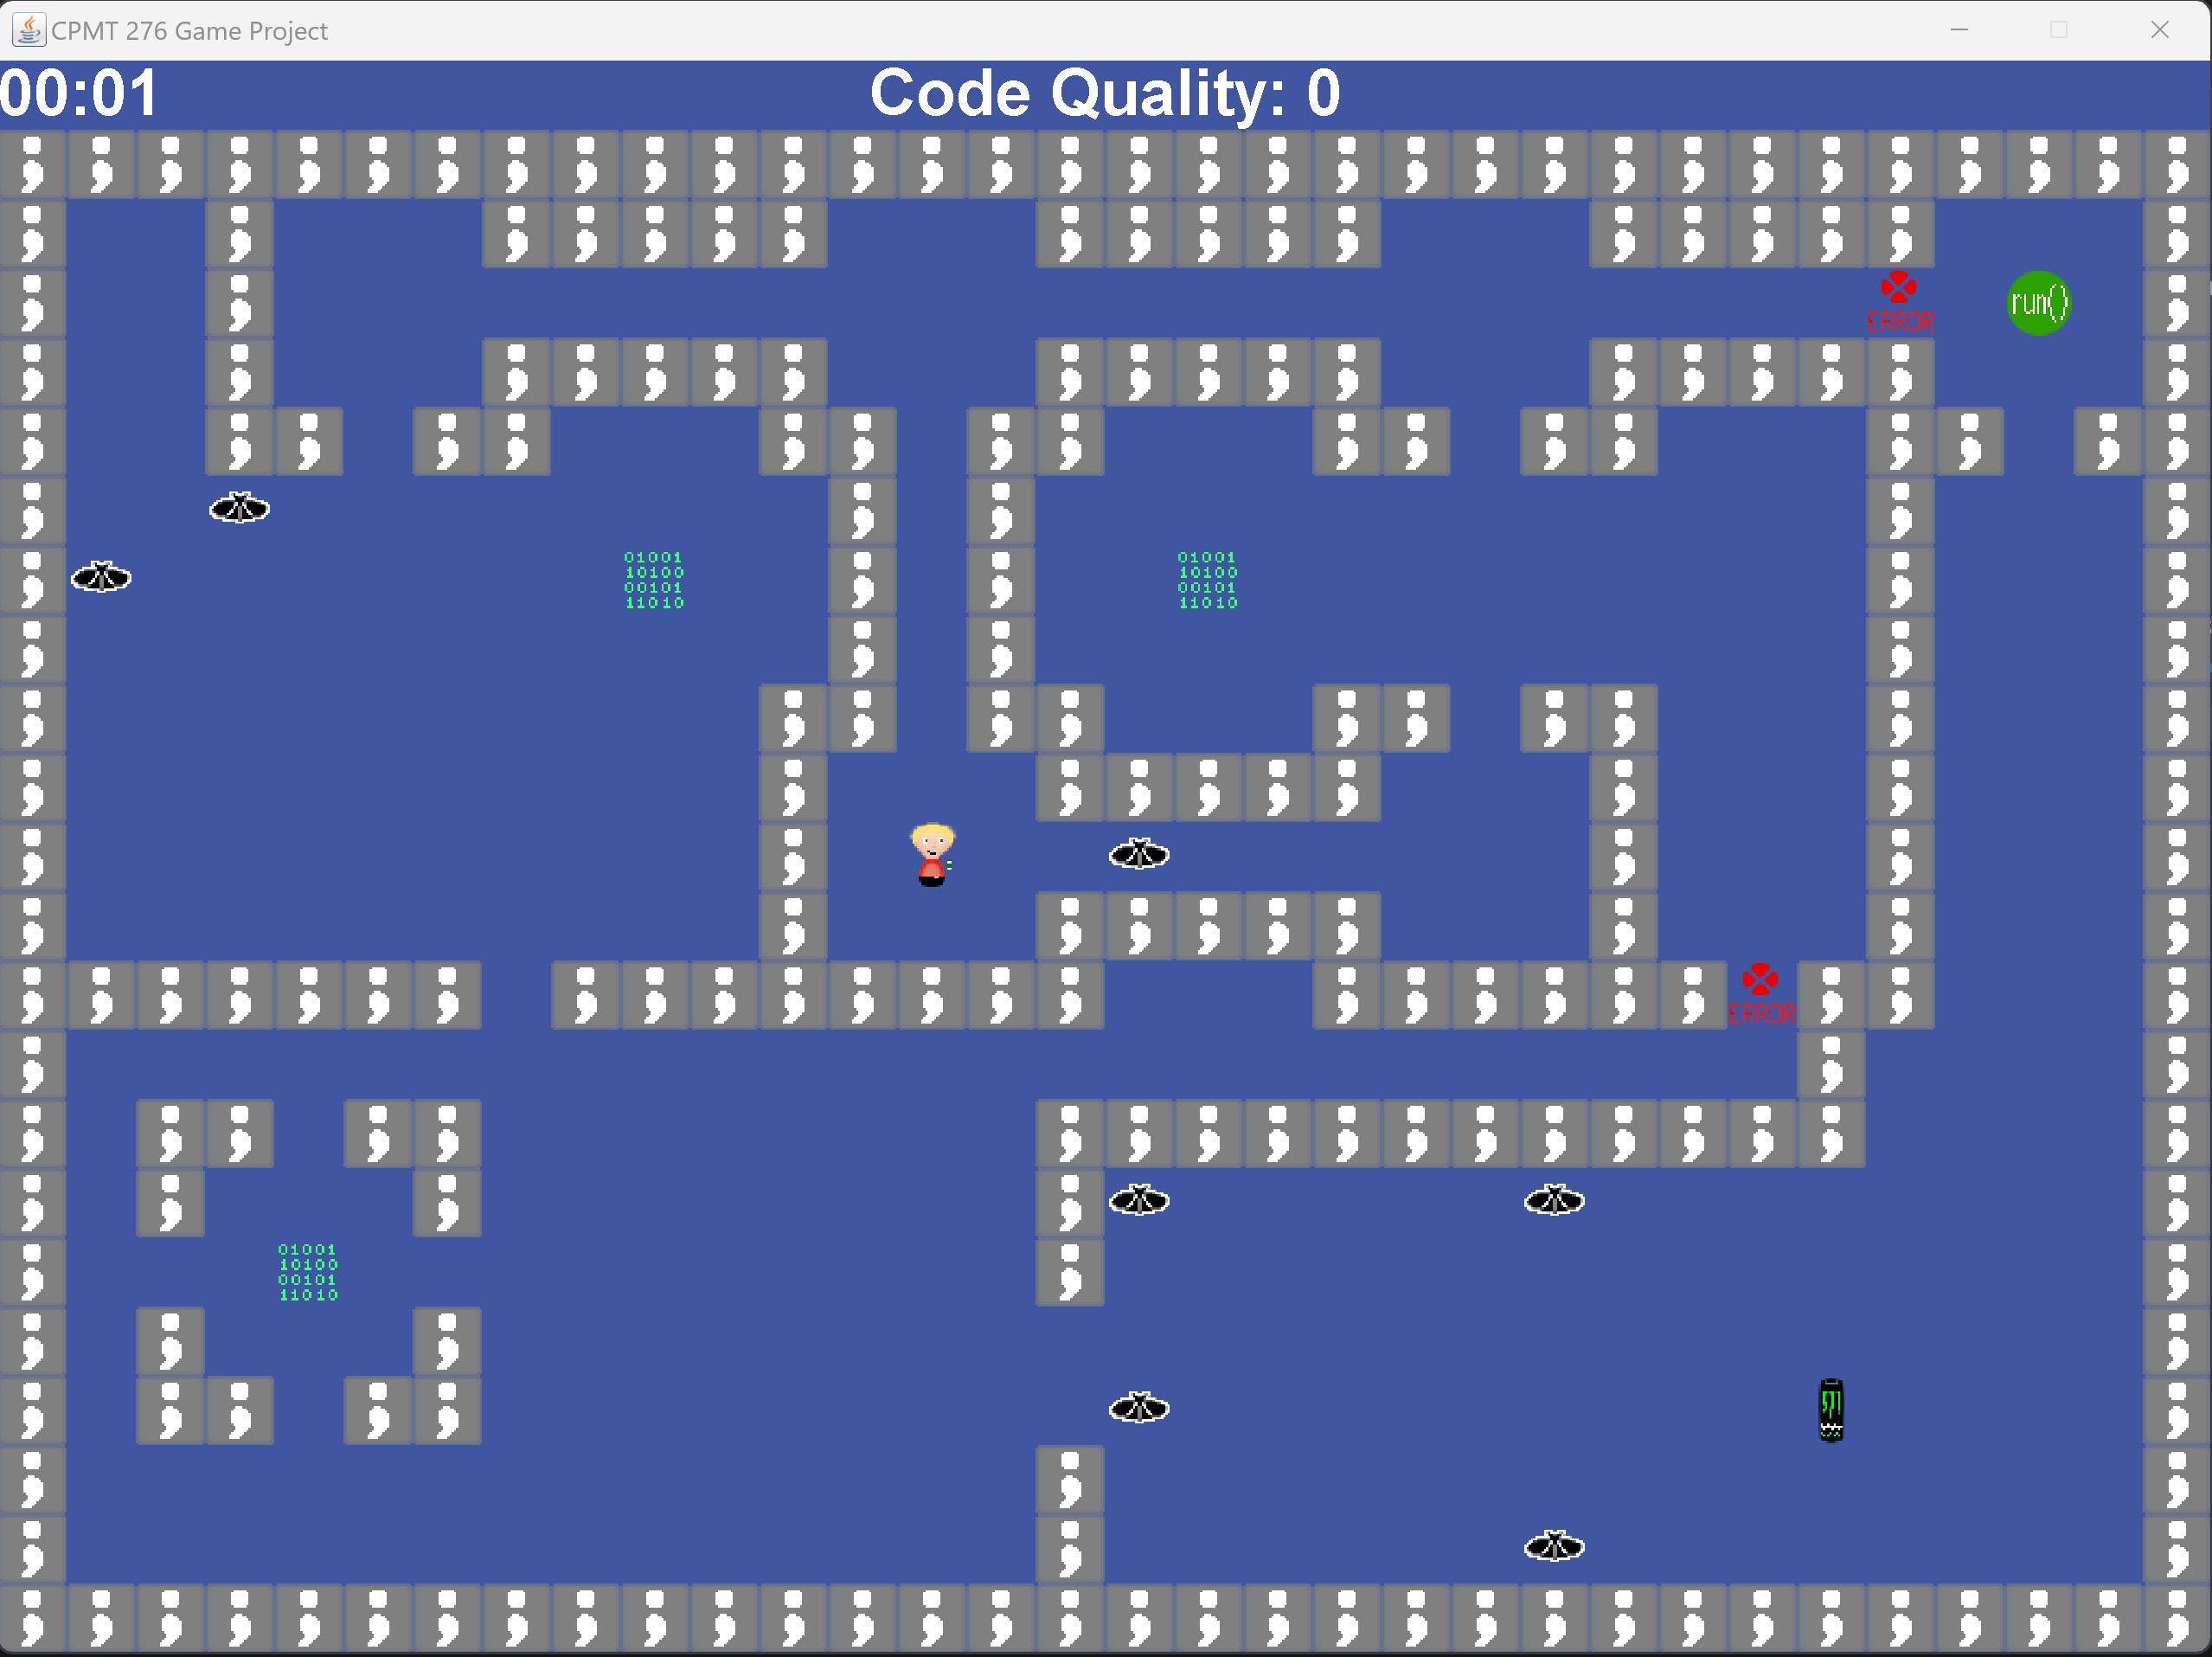 CPMT 276 Game Project
00:01 Code Quality: 0
; ; ; ; ; ; ; ; ; ; ; ; ; ; ; ; ; ; ; ; ; ; ; ; ; ; ; ; ; ; ; ;
; ; ; ; ; ; ; ; ; ; ; ; ; ; ; ; ; ;
; ; run() ;
ERROR
; ; ; ; ; ; ; ; ; ; ; ; ; ; ; ; ; ;
; ; ; ; ; ; ; ; ; ; ; ; ; ; ; ;
; ; ; ; ;
01001 01001
10100 10100
00101 00101
11010 11010
; ; ; ; ;
; ; ; ; ;
; ; ; ; ; ; ; ; ; ; ;
; ; ; ; ; ; ; ; ; ;
; ; ; ; ;
; ; ; ; ; ; ; ; ; ;
; ; ; ; ; ; ; ; ; ; ; ; ; ; ; ; ; ; ; ; ; ; ; ;
ERROR
; ; ;
; ; ; ; ; ; ; ; ; ; ; ; ; ; ; ; ; ;
; ; ; ; ;
01001
10100
00101
11010
; ; ;
; ; ; ;
; ; ; ; ; ;
; ; ;
; ; ;
; ; ; ; ; ; ; ; ; ; ; ; ; ; ; ; ; ; ; ; ; ; ; ; ; ; ; ; ; ; ; ;